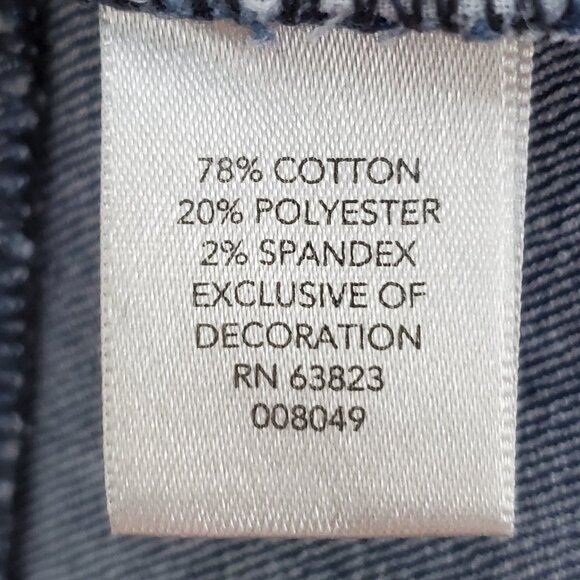 78% COTTON
20% POLYESTER
2% SPANDEX
EXCLUSIVE OF
DECORATION
RN 63823
008049